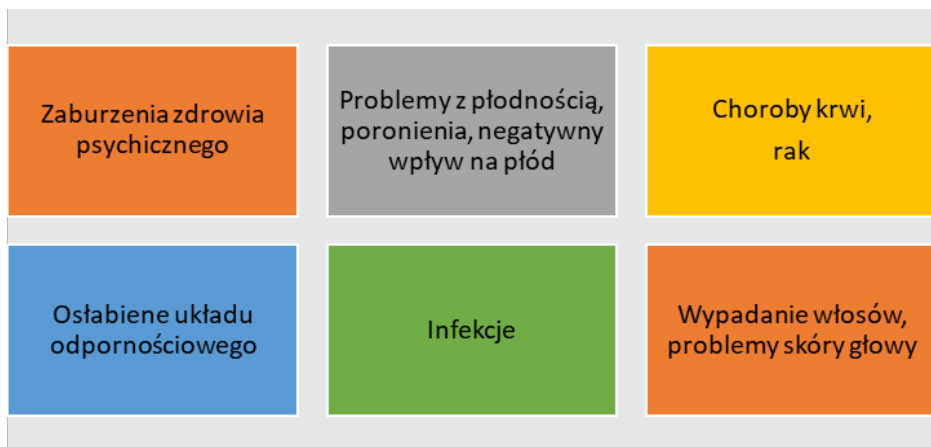 Zaburzenia zdrowia
psychicznego
Problemy z płodnością,
poronienia, negatywny
wpływ na płód
Choroby krwi,
rak
Osłabiene układu
odpornościowego
Infekcje
Wypadanie włosów,
problemy skóry głowy